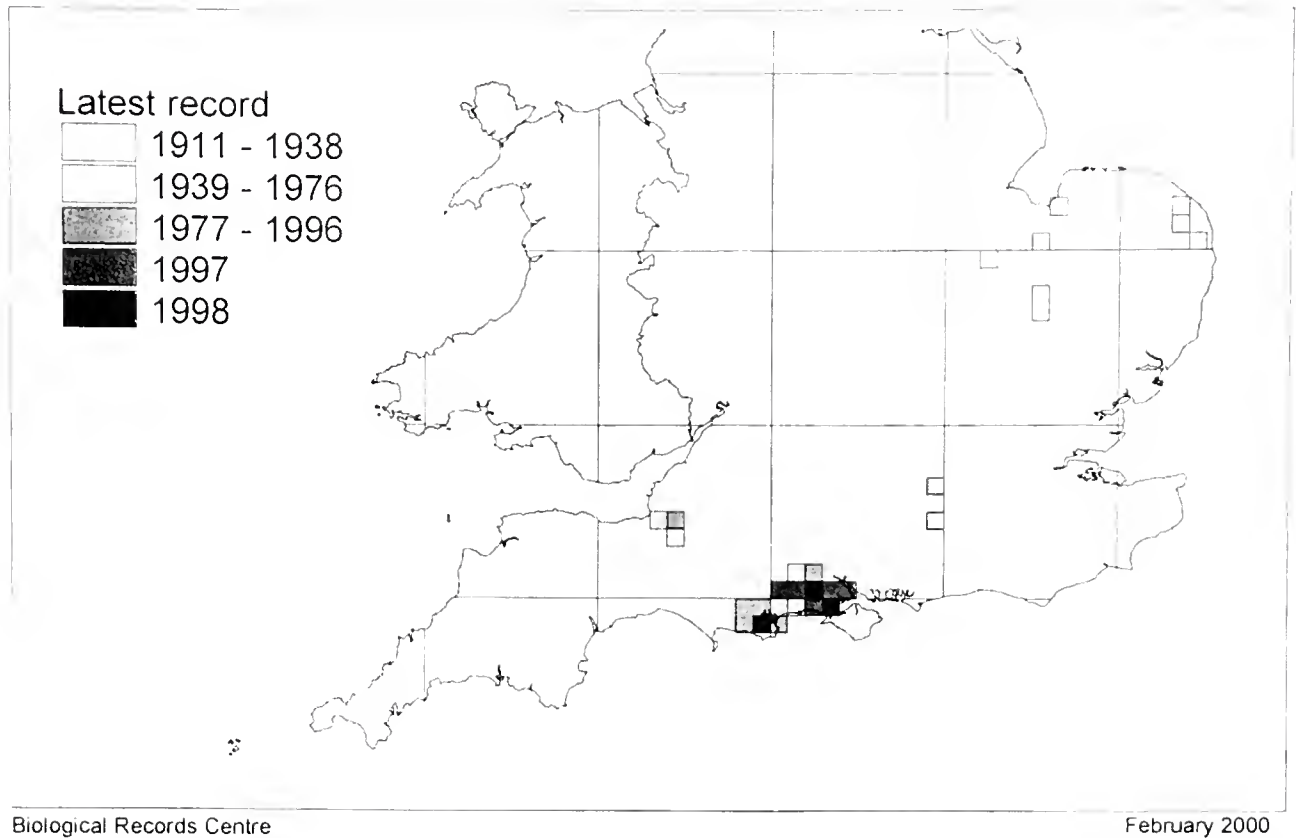 Latest record
1911 - 1938
1939 - 1976
1977 - 1996
1997
1998
Biological Records Centre
February 2000